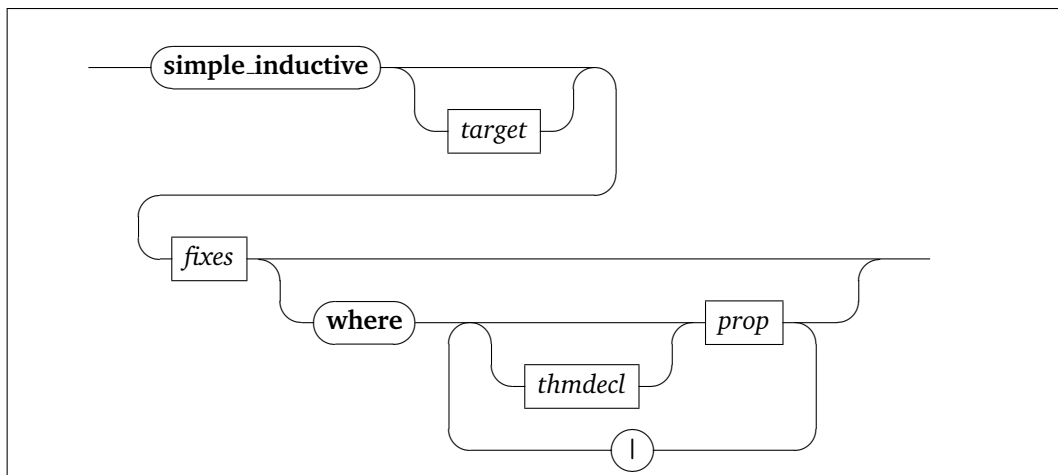 simple_inductive
target
fixes
where
prop
thmdecl
|